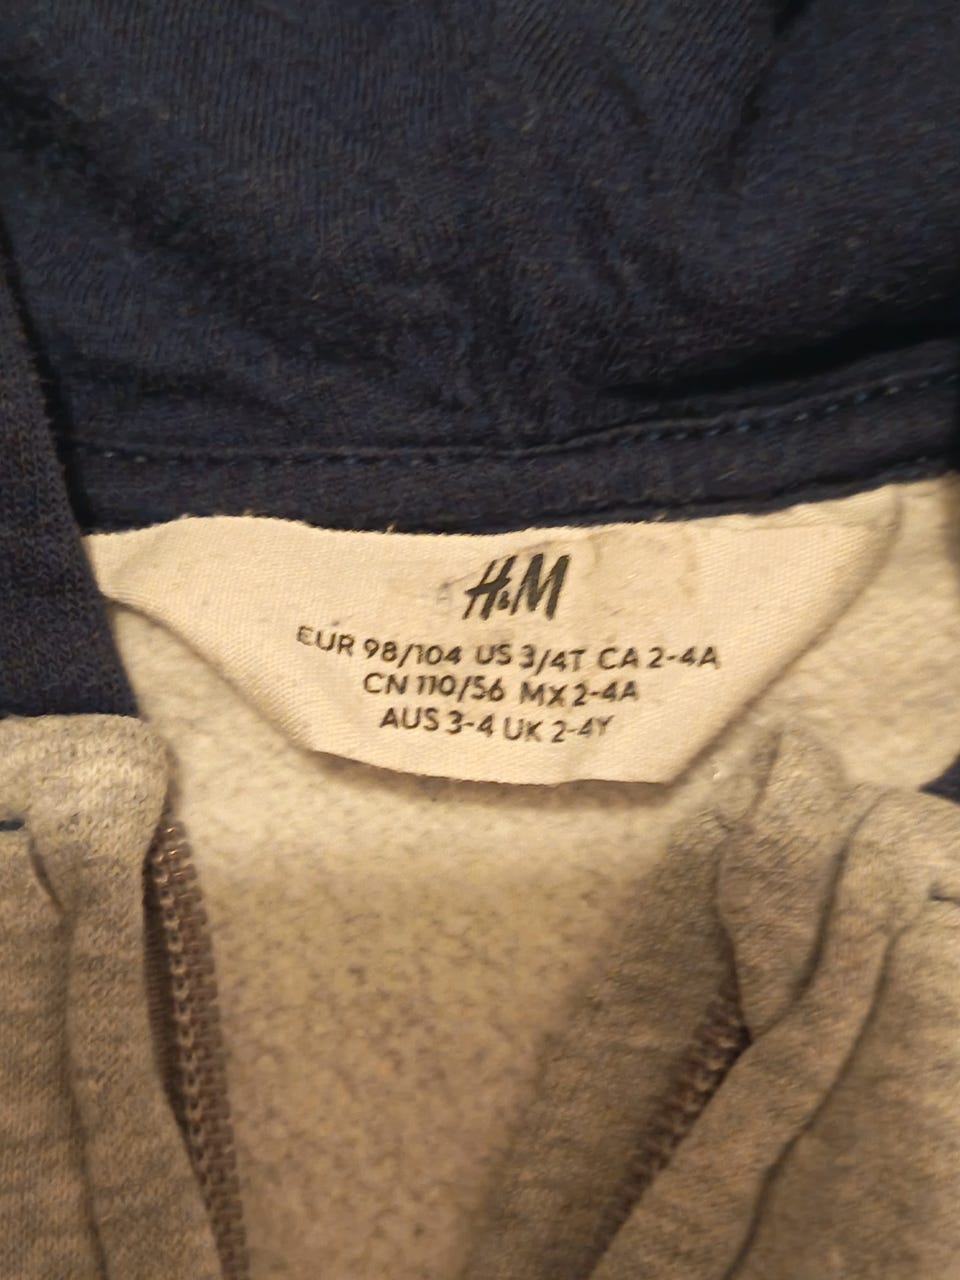 H&M
EUR 98/104 US 3/4T CA 2-4A
CN 110/56 MX 2-4A
AUS 3-4 UK 2-4Y